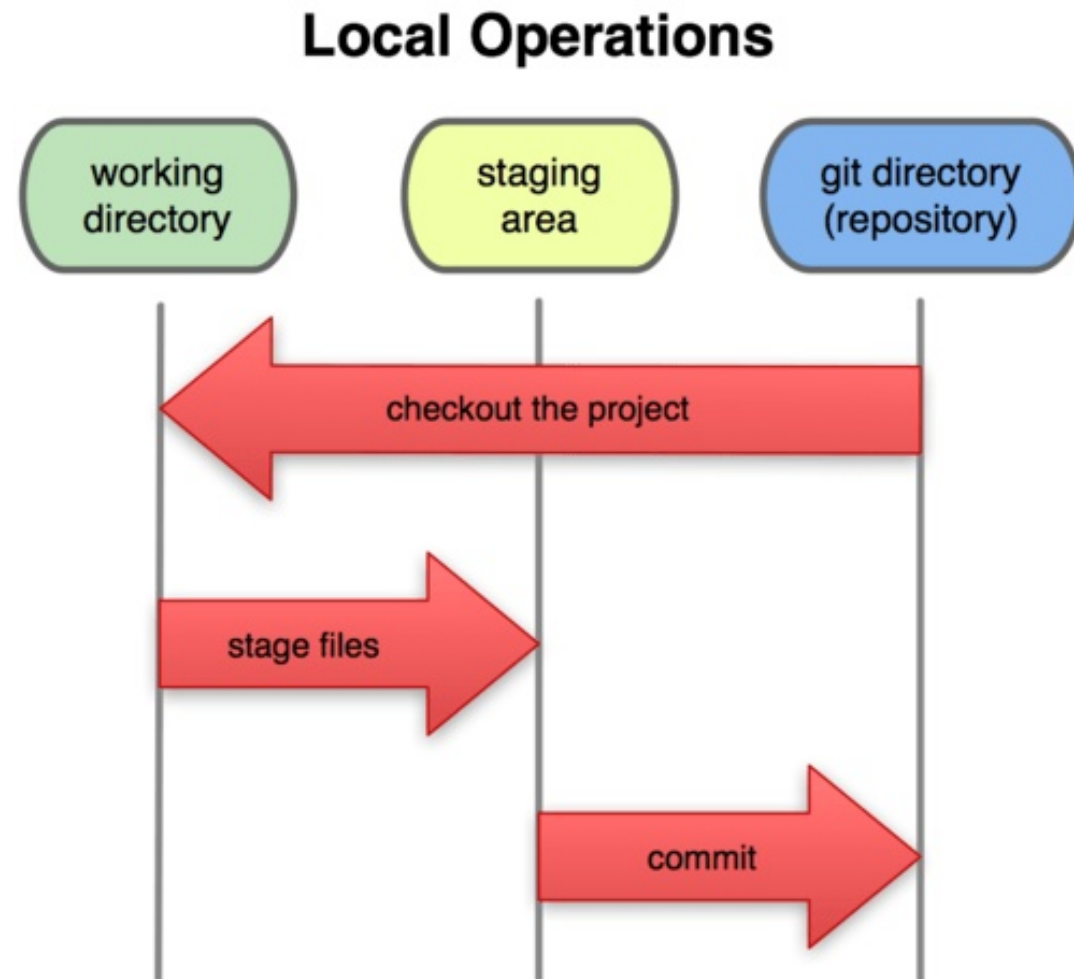 Local Operations
working
directory
staging
area
git directory
(repository)
checkout the project
stage files
commit